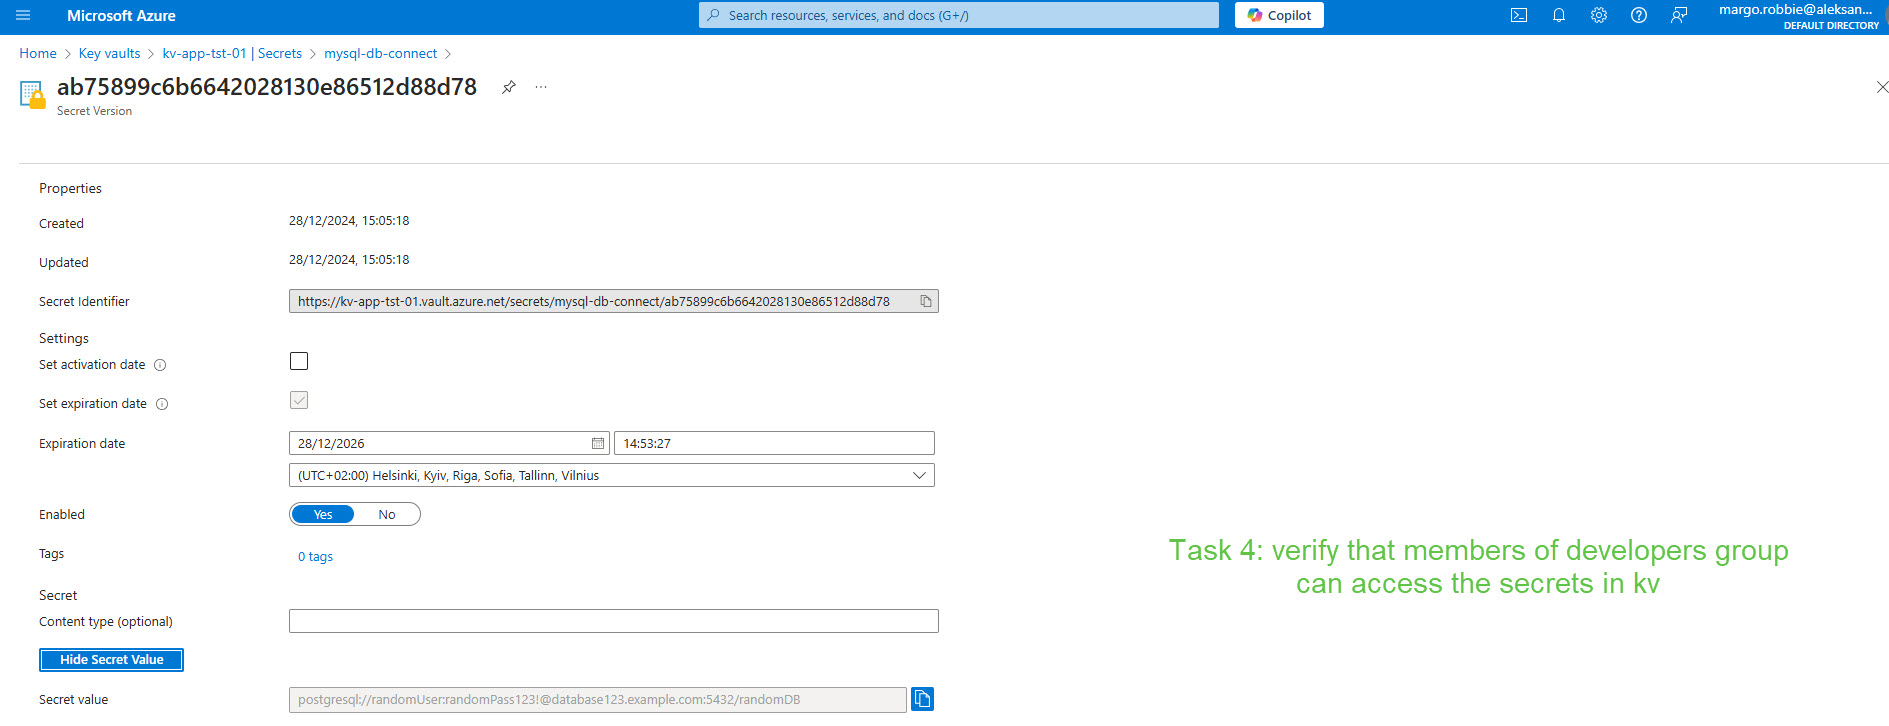 Microsoft Azure
Search resources, services, and docs (G+/)
Copilot
margo.robbie@aleksan...
DEFAULT DIRECTORY
Home > Key vaults > kv-app-tst-01 | Secrets > mysql-db-connect >
ab75899c6b6642028130e86512d88d78
Secret Version
Properties
Created 28/12/2024, 15:05:18
Updated 28/12/2024, 15:05:18
Secret Identifier https://kv-app-tst-01.vault.azure.net/secrets/mysql-db-connect/ab75899c6b6642028130e86512d88d78
Settings
Set activation date
Set expiration date
Expiration date 28/12/2026 14:53:27
(UTC+02:00) Helsinki, Kyiv, Riga, Sofia, Tallinn, Vilnius
Enabled Yes No
Tags 0 tags
Task 4: verify that members of developers group
can access the secrets in kv
Secret
Content type (optional)
Hide Secret Value
Secret value postgresql://randomUser:randomPass123!@database123.example.com:5432/randomDB